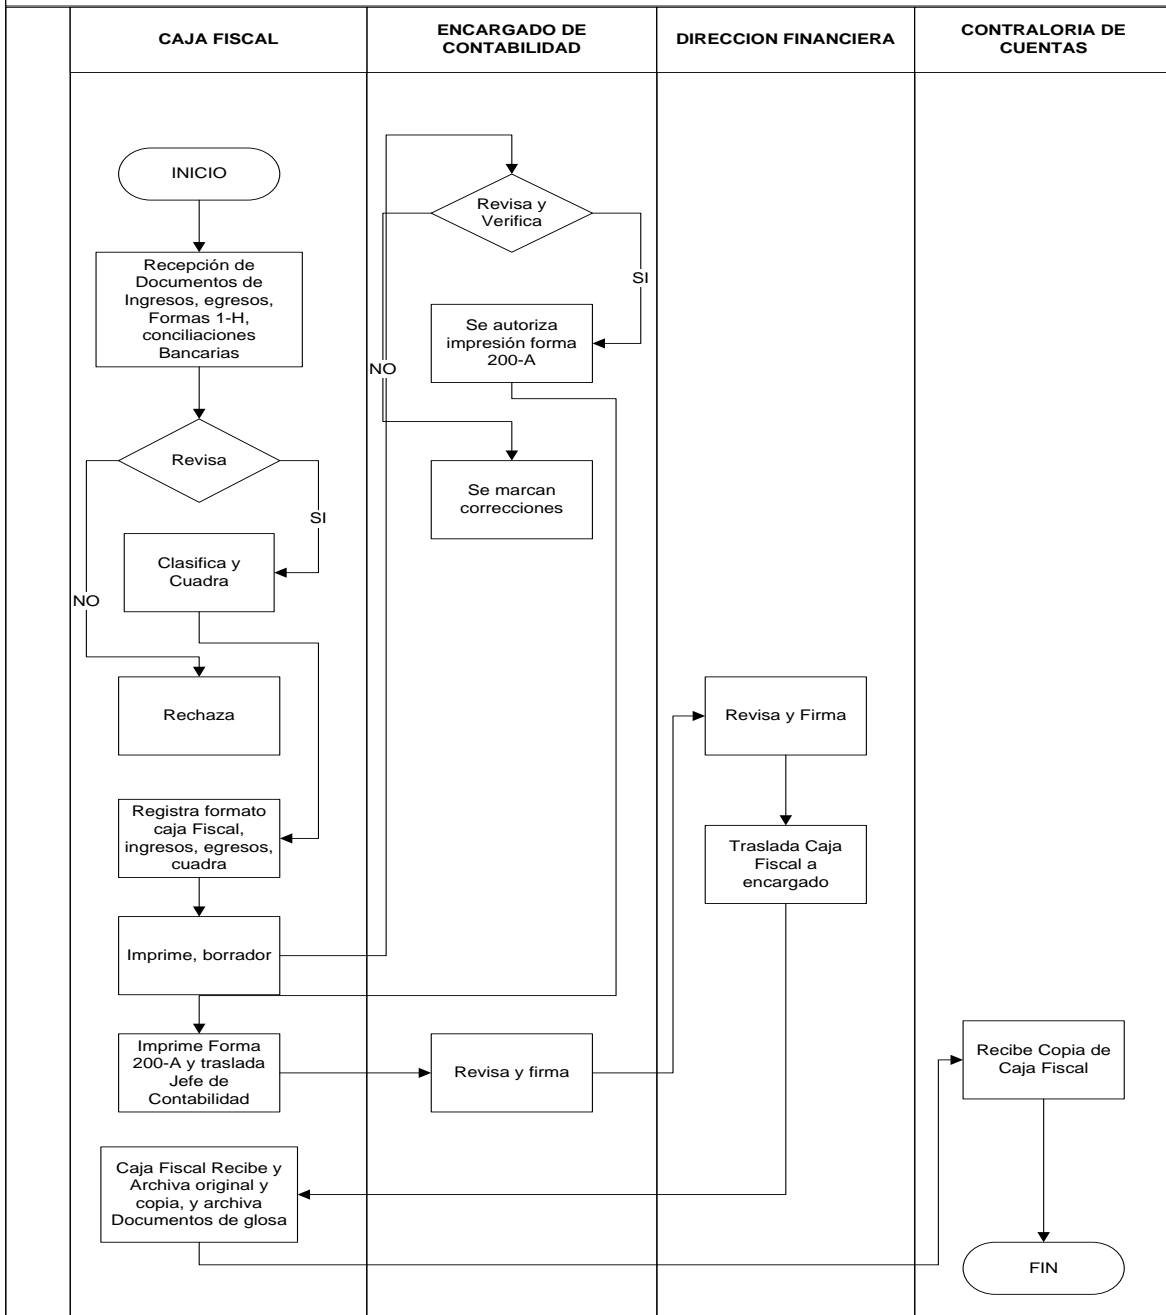 CAJA FISCAL
ENCARGADO DE
CONTABILIDAD
DIRECCION FINANCIERA
CONTRALORIA DE
CUENTAS
INICIO
Recepción de
Documentos de
Ingresos, egresos,
Formas 1-H,
conciliaciones
Bancarias
Revisa
SI
NO
Clasifica y
Cuadra
Rechaza
Registra formato
caja Fiscal,
ingresos, egresos,
cuadra
Imprime, borrador
Revisa y
Verifica
SI
NO
Se autoriza
impresión forma
200-A
Se marcan
correcciones
Imprime Forma
200-A y traslada
Jefe de
Contabilidad
Revisa y firma
Revisa y Firma
Traslada Caja
Fiscal a
encargado
Caja Fiscal Recibe y
Archiva original y
copia, y archiva
Documentos de glosa
Recibe Copia de
Caja Fiscal
FIN